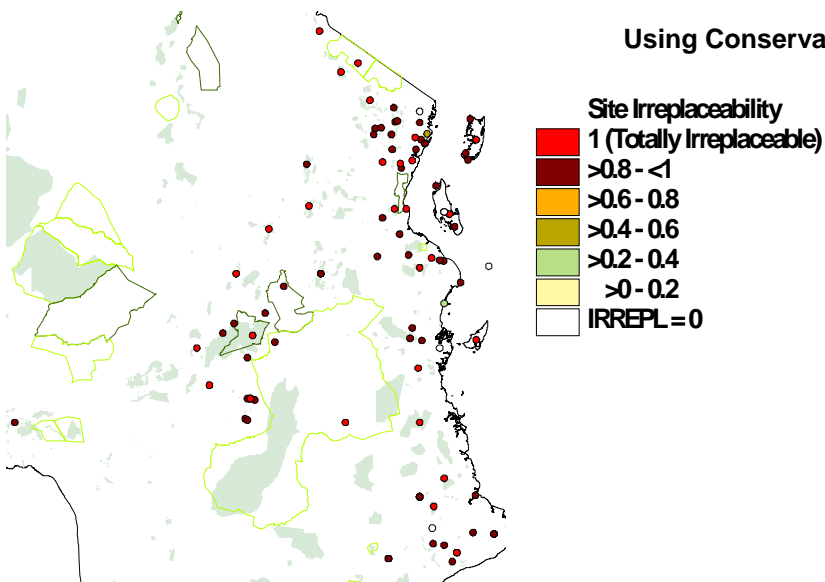 Using Conserva
Site Irreplaceability
1 (Totally Irreplaceable)
>0.8 - <1
>0.6 - 0.8
>0.4 - 0.6
>0.2 - 0.4
>0 - 0.2
IRREPL = 0